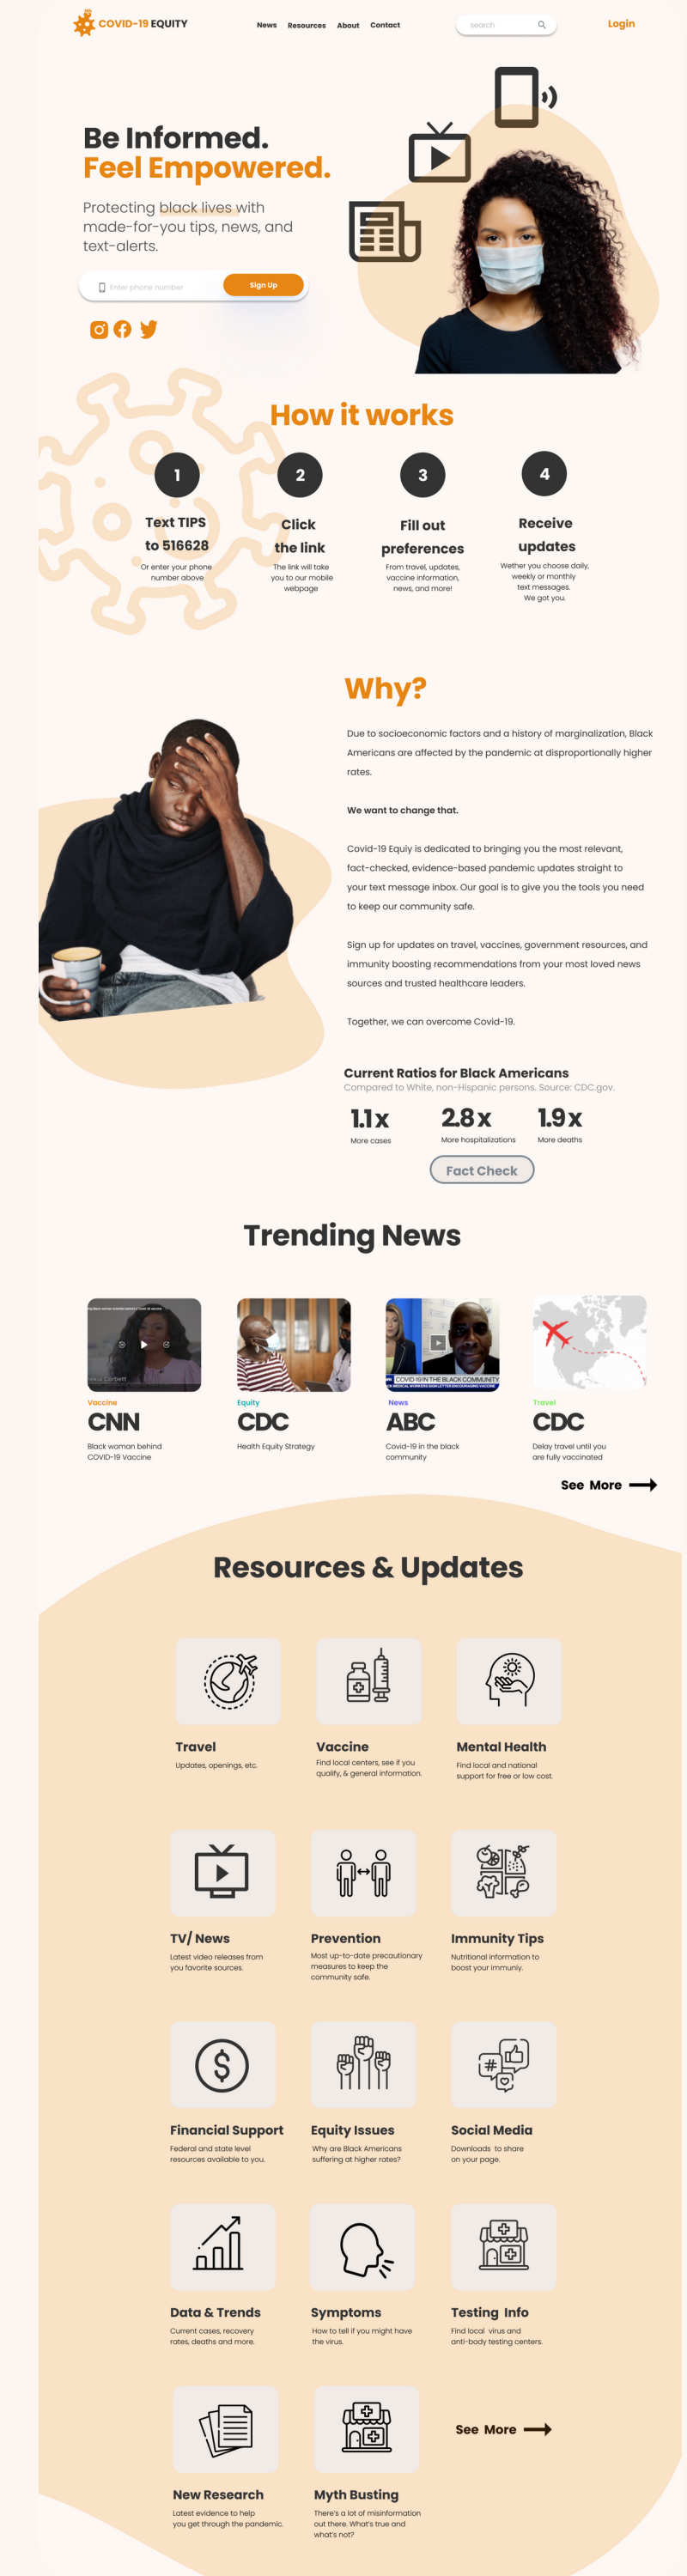 COVID-19 EQUITY
News Resources About Contact
search
Login
Be Informed.
Feel Empowered.
Protecting black lives with
made-for-you tips, news, and
text-alerts.
Enter phone number
Sign Up
How it works
1
Text TIPS
to 516628
Or enter your phone
number above
2
Click
the link
The link will take
you to our mobile
webpage
3
Fill out
preferences
From travel, updates,
vaccine information,
news, and more!
4
Receive
updates
Wether you choose daily,
weekly or monthly
text messages.
We got you.
Why?
Due to socioeconomic factors and a history of marginalization, Black
Americans are affected by the pandemic at disproportionally higher
rates.
We want to change that.
Covid-19 Equiy is dedicated to bringing you the most relevant,
fact-checked, evidence-based pandemic updates straight to
your text message inbox. Our goal is to give you the tools you need
to keep our community safe.
Sign up for updates on travel, vaccines, government resources, and
immunity boosting recommendations from your most loved news
sources and trusted healthcare leaders.
Together, we can overcome Covid-19.
Current Ratios for Black Americans
Compared to White, non-Hispanic persons. Source: CDC.gov.
1.1x
More cases
2.8x
More hospitalizations
1.9x
More deaths
Fact Check
Trending News
Corbett
Vaccine
CNN
Black woman behind
COVID-19 Vaccine
Equity
CDC
Health Equity Strategy
COVID IS IN THE BLACK COMMUNITY
MEDICAL WORKERS SIGN LETTER ENCOURAGING VACCINE
News
ABC
Covid-19 in the black
community
Travel
CDC
Delay travel until you
are fully vaccinated
See More
Resources & Updates
Travel
Updates, openings, etc.
Vaccine
Find local centers, see if you
qualify, & general information.
Mental Health
Find local and national
support for free or low cost.
TV/ News
Latest video releases from
you favorite sources.
Prevention
Most up-to-date precautionary
measures to keep the
community safe.
Immunity Tips
Nutritional information to
boost your immuniy.
Financial Support
Federal and state level
resources available to you.
Equity Issues
Why are Black Americans
suffering at higher rates?
Social Media
Downloads to share
on your page.
Data & Trends
Current cases, recovery
rates, deaths and more.
Symptoms
How to tell if you might have
the virus.
Testing Info
Find local virus and
anti-body testing centers.
New Research
Latest evidence to help
you get through the pandemic.
Myth Busting
There's a lot of misinformation
out there. What's true and
what's not?
See More